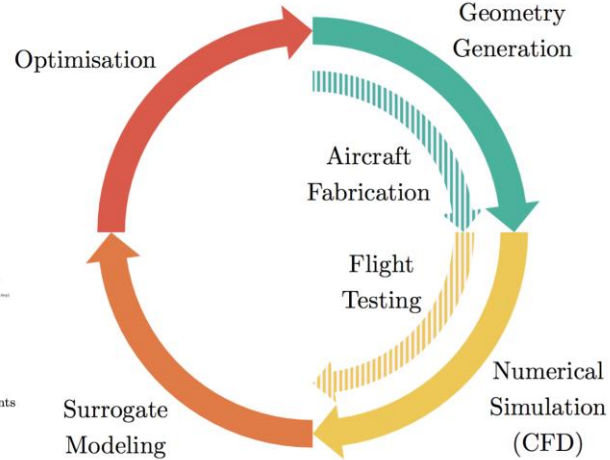 Geometry
Generation
Optimisation
Aircraft
Fabrication
Flight
Testing
Numerical
Simulation
(CFD)
Surrogate
Modeling